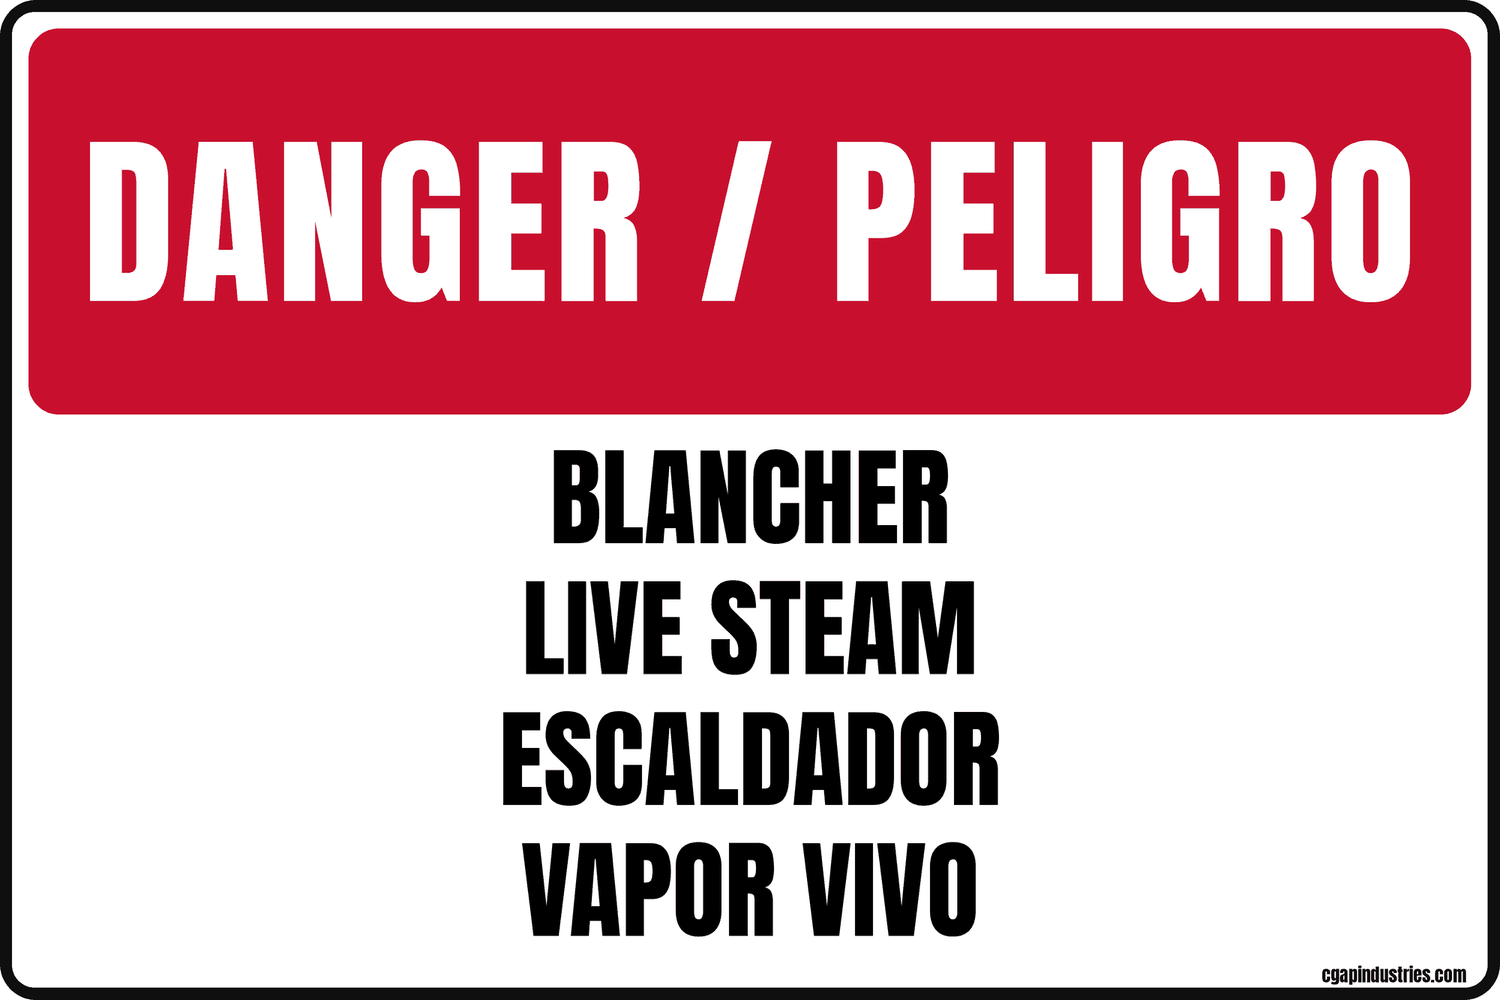 DANGER / PELIGRO
BLANCHER
LIVE STEAM
ESCALDADOR
VAPOR VIVO
cgapindustries.com